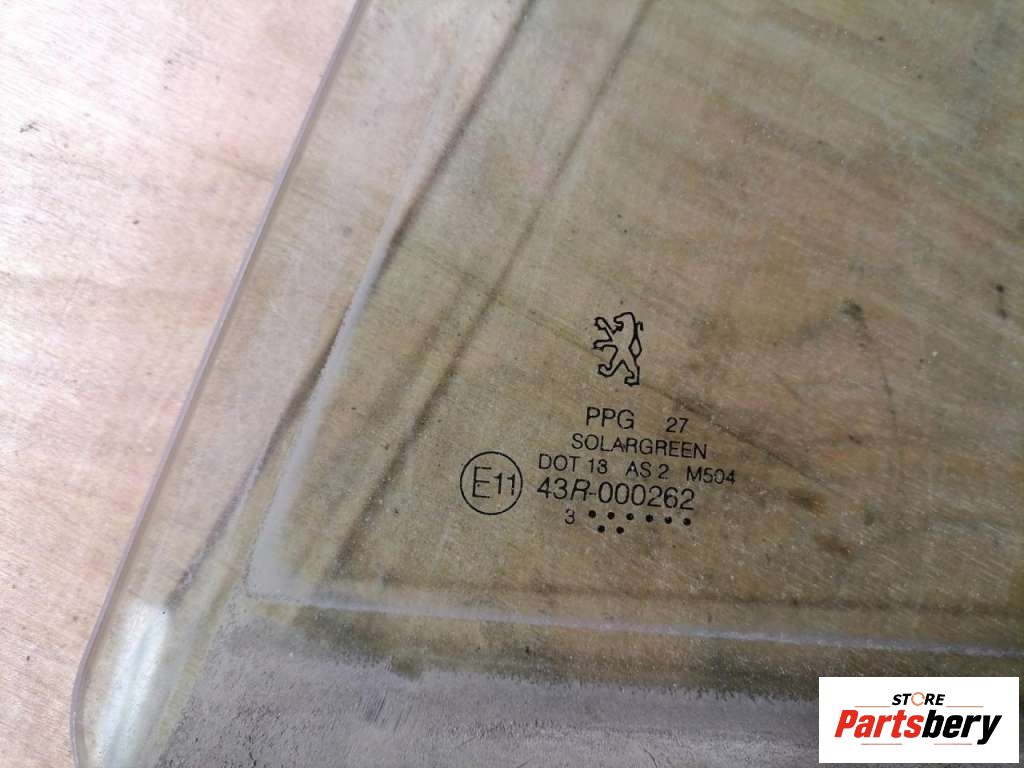 PPG 27
SOLARGREEN
DOT 18 AS 2 M504
E11 43R-000262
3
STORE
Partsbery